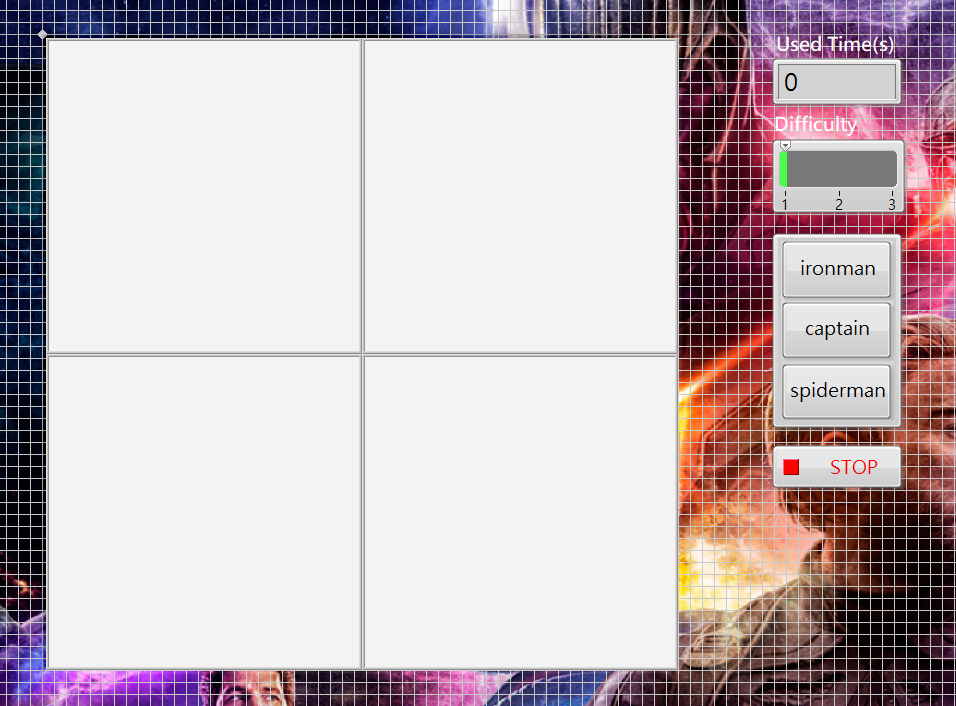 Used Time(s)
0
Difficulty
1 2 3
ironman
captain
spiderman
STOP